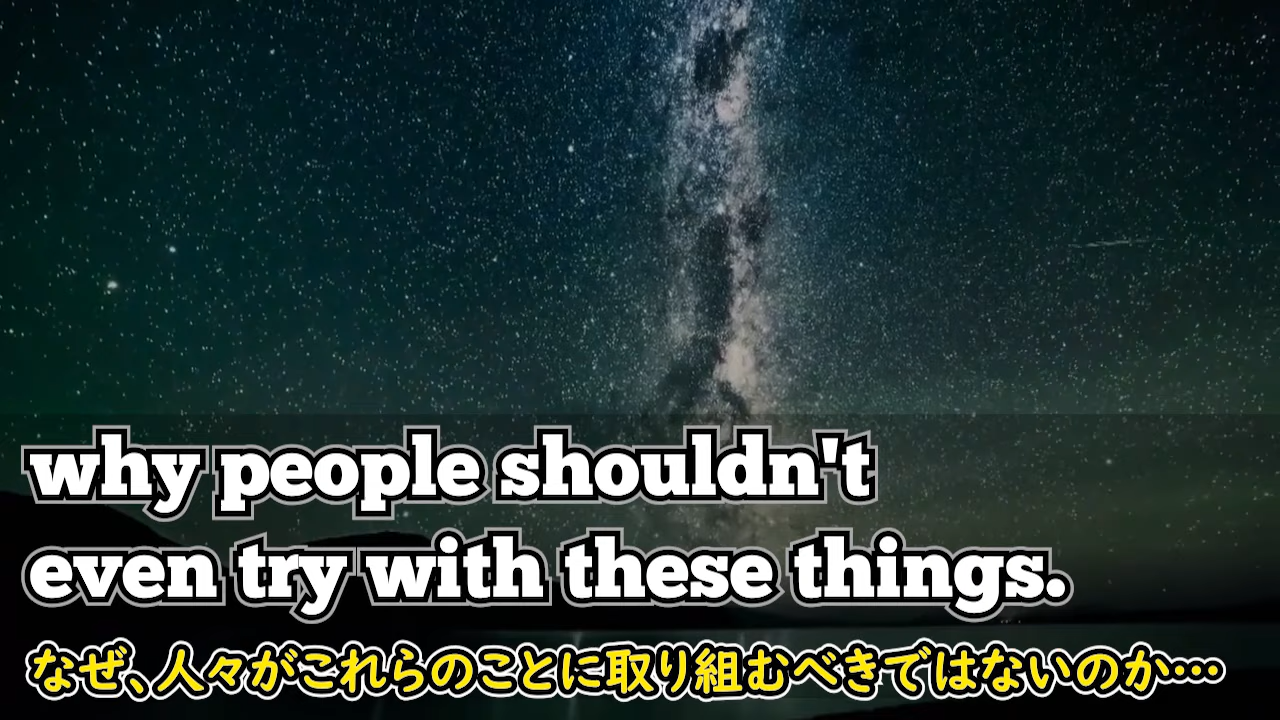 why people shouldn't
even try with these things.
なぜ、人々がこれらのことに取り組むべきではないのか…